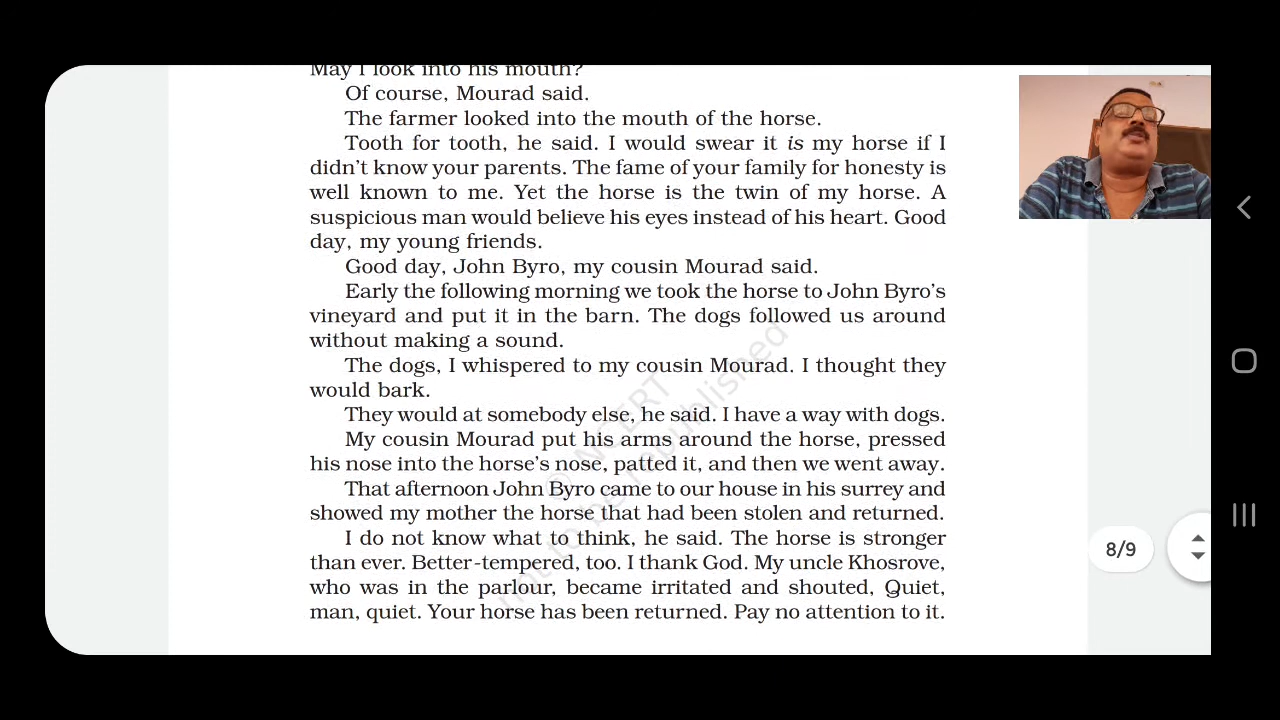 May I look into his mouth?
Of course, Mourad said.
The farmer looked into the mouth of the horse.
Tooth for tooth, he said. I would swear it is my horse if I
didn't know your parents. The fame of your family for honesty is
well known to me. Yet the horse is the twin of my horse. A
suspicious man would believe his eyes instead of his heart. Good
day, my young friends.
Good day, John Byro, my cousin Mourad said.
Early the following morning we took the horse to John Byro's
vineyard and put it in the barn. The dogs followed us around
without making a sound.
The dogs, I whispered to my cousin Mourad. I thought they
would bark.
They would at somebody else, he said. I have a way with dogs.
My cousin Mourad put his arms around the horse, pressed
his nose into the horse's nose, patted it, and then we went away.
That afternoon John Byro came to our house in his surrey and
showed my mother the horse that had been stolen and returned.
I do not know what to think, he said. The horse is stronger
than ever. Better-tempered, too. I thank God. My uncle Khosrove,
who was in the parlour, became irritated and shouted, Quiet,
man, quiet. Your horse has been returned. Pay no attention to it.
© NCERT
not to be republished
8/9